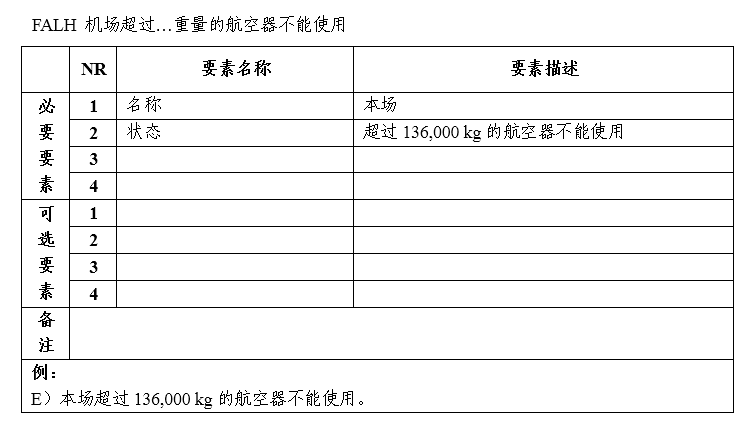 FALH 机场超过…重量的航空器不能使用
NR 要素名称 要素描述
必要要素
1 名称 本场
2 状态 超过 136,000 kg 的航空器不能使用
3
4
可选要素
1
2
3
4
备注
例：
E）本场超过 136,000 kg 的航空器不能使用。